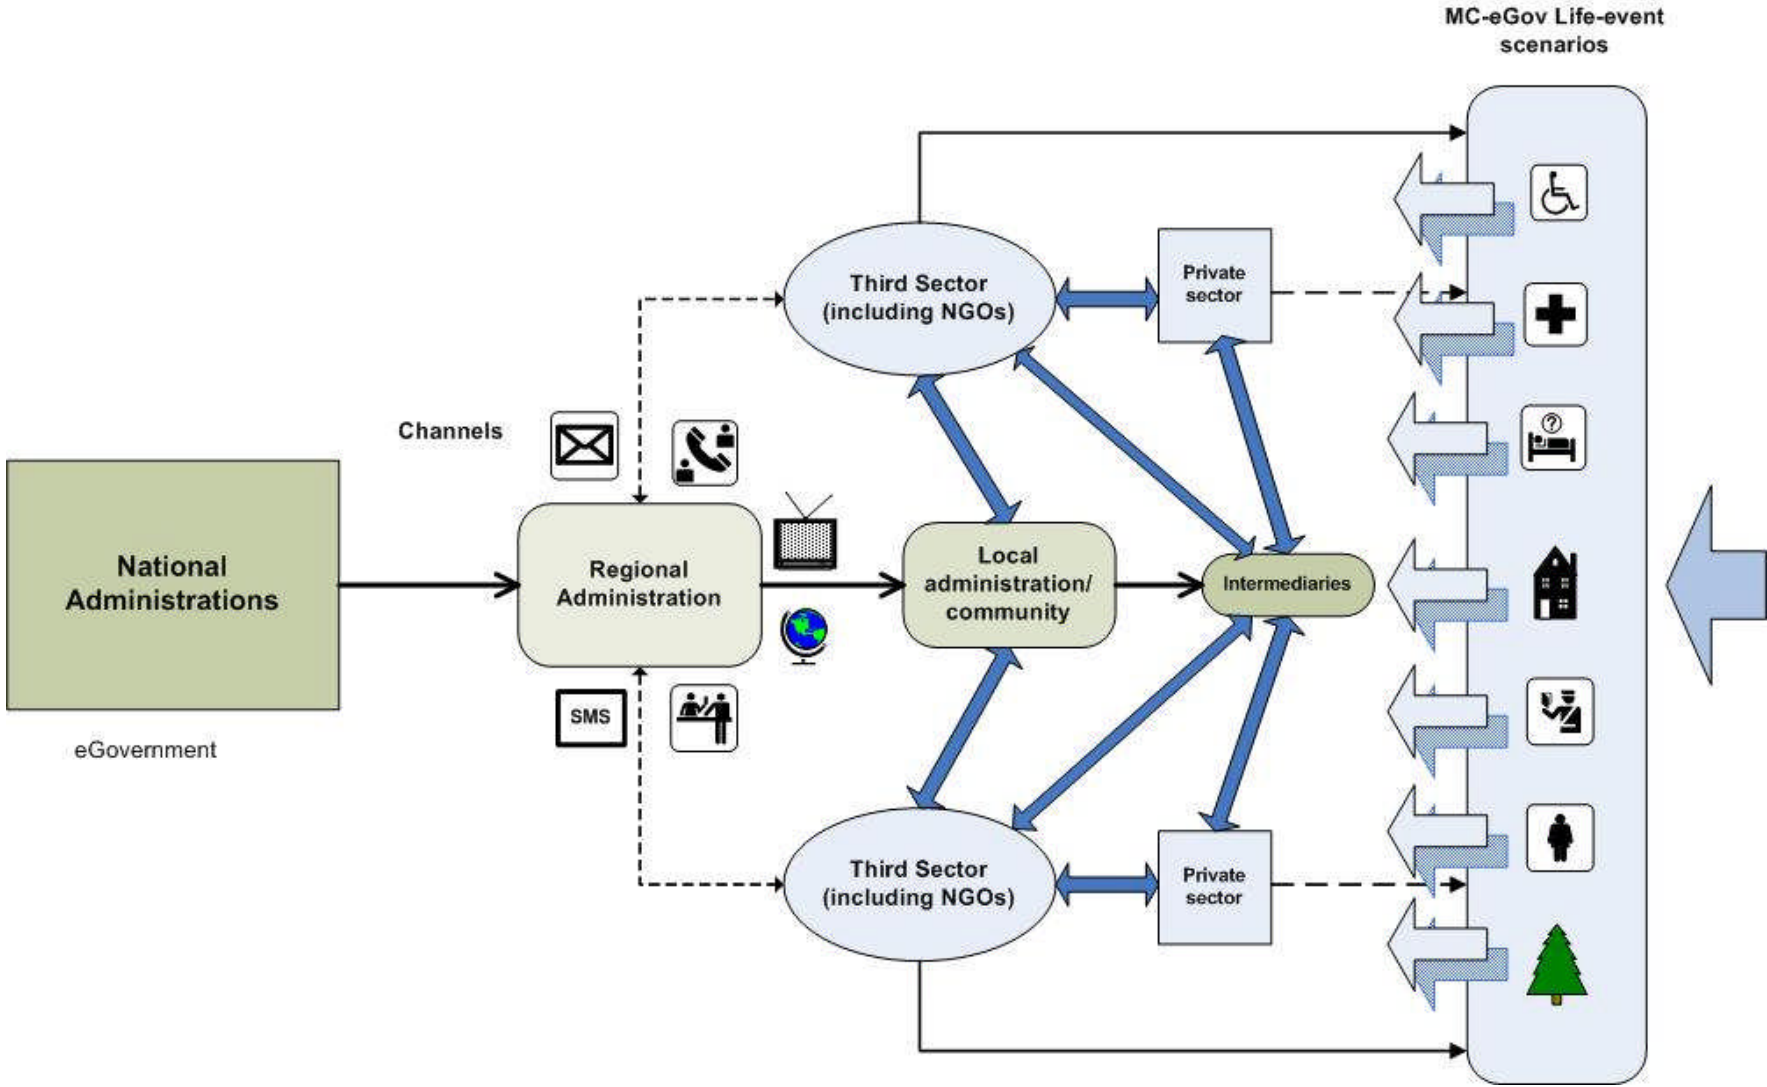 MC-eGov Life-event
scenarios
Third Sector
(including NGOs)
Private
sector
Channels
National
Administrations
Regional
Administration
Local
administration/
community
Intermediaries
?
SMS
eGovernment
Third Sector
(including NGOs)
Private
sector